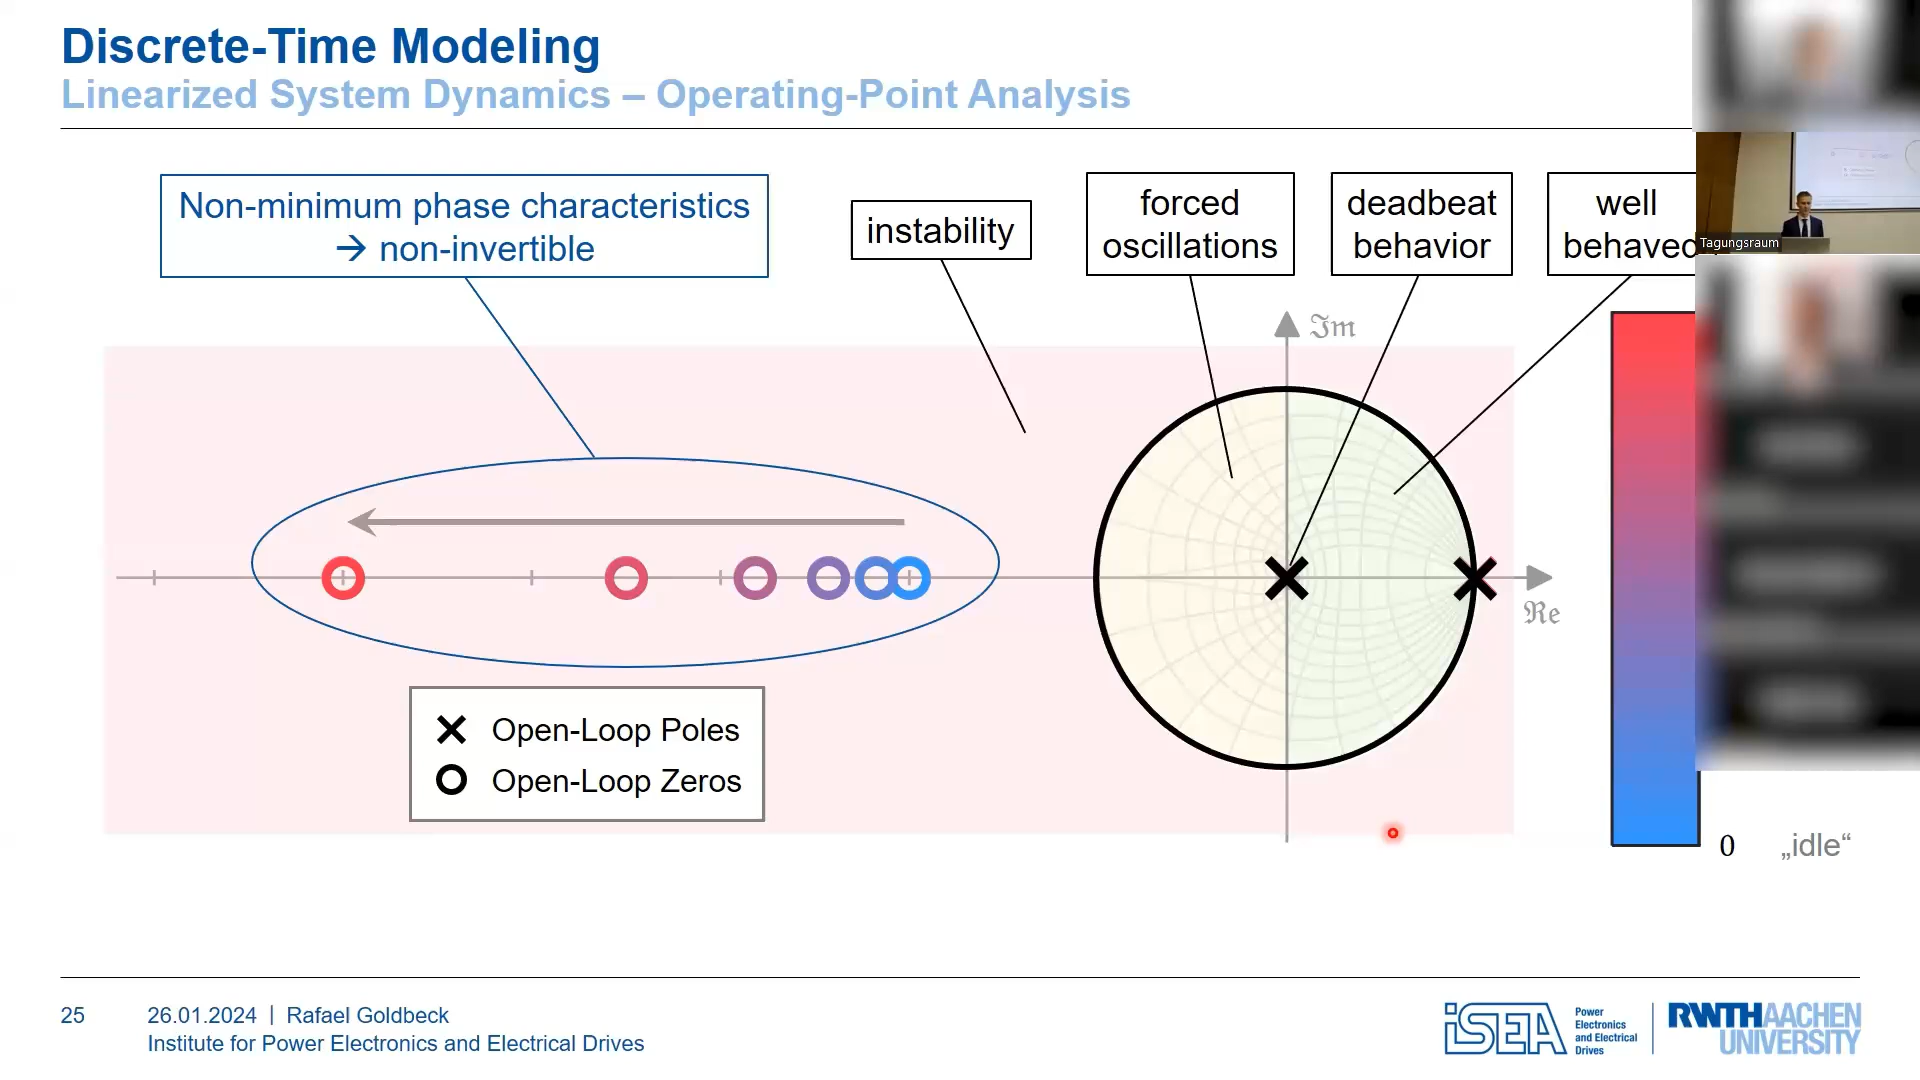 Discrete-Time Modeling
Linearized System Dynamics – Operating-Point Analysis
Non-minimum phase characteristics
→ non-invertible
instability
forced
oscillations
deadbeat
behavior
well
behaved
Tagungsraum
ℑm
ℜe
Open-Loop Poles
Open-Loop Zeros
0 „idle“
25
26.01.2024 | Rafael Goldbeck
Institute for Power Electronics and Electrical Drives
iSEA
Power
Electronics
and Electrical
Drives
RWTHAACHEN
UNIVERSITY